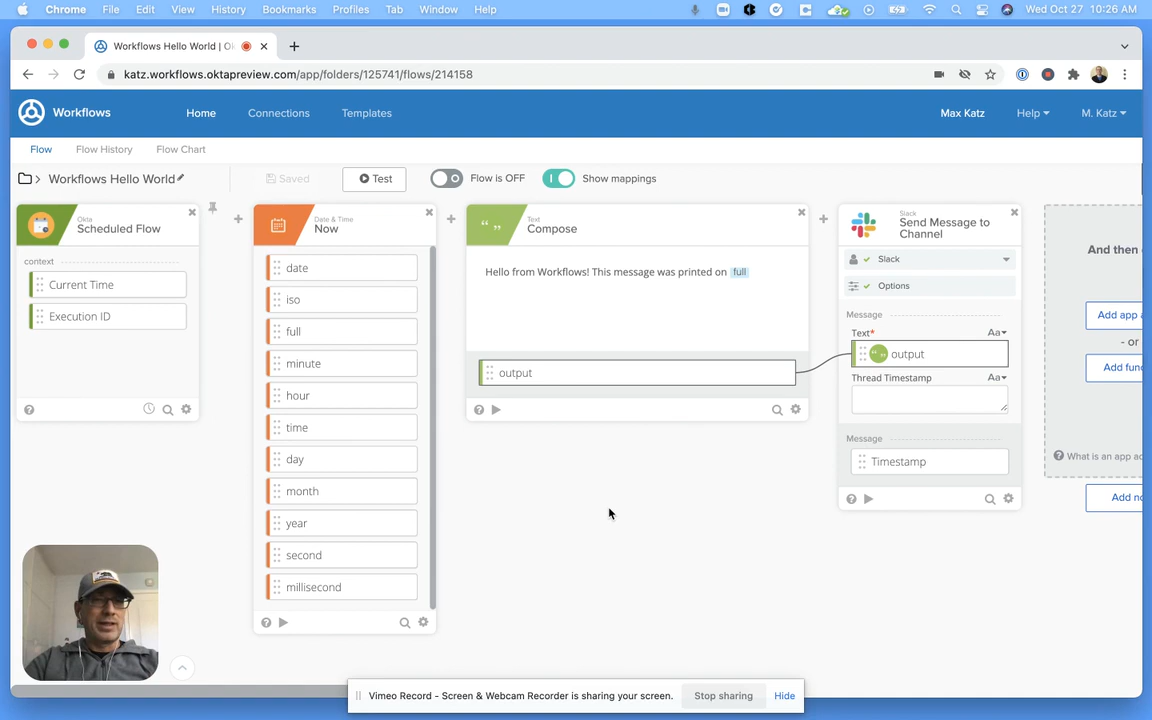 Chrome File Edit View History Bookmarks Profiles Tab Window Help Wed Oct 27 10:26 AM
Workflows Hello World | O
katz.workflows.oktapreview.com/app/folders/125741/flows/214158
Workflows Home Connections Templates Max Katz Help M. Katz
Flow Flow History Flow Chart
Workflows Hello World Saved Test Flow is OFF Show mappings
Okta
Scheduled Flow
context
Current Time
Execution ID
Date & Time
Now
date
iso
full
minute
hour
time
day
month
year
second
millisecond
Text
Compose
Hello from Workflows! This message was printed on full
output
Slack
Send Message to
Channel
Slack
Options
Message
Text* Aa
output
Thread Timestamp Aa
Message
Timestamp
And then
Add app
- or
Add
What is an app
Add
Vimeo Record - Screen & Webcam Recorder is sharing your screen. Stop sharing Hide